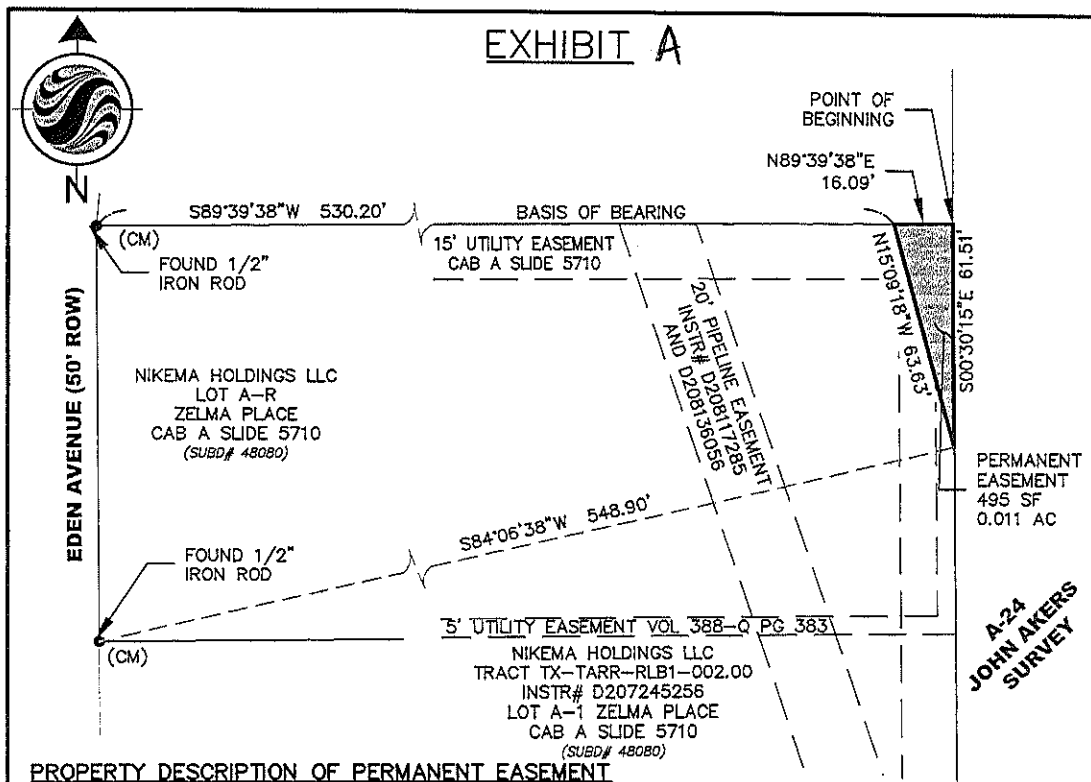 EXHIBIT A
N
POINT OF
BEGINNING
N89°39'38"E
16.09'
S89°39'38"W 530.20'
BASIS OF BEARING
(CM)
FOUND 1/2"
IRON ROD
15' UTILITY EASEMENT
CAB A SLIDE 5710
N15°09'18"W 63.63'
S00°30'15"E 61.51'
20' PIPELINE EASEMENT
INSTR# D208117285
AND D208136056
EDEN AVENUE (50' ROW)
NIKEMA HOLDINGS LLC
LOT A-R
ZELMA PLACE
CAB A SLIDE 5710
(SUBD# 48080)
PERMANENT
EASEMENT
495 SF
0.011 AC
S84°06'38"W 548.90'
FOUND 1/2"
IRON ROD
(CM)
5' UTILITY EASEMENT VOL 388-Q PG 383
A-24
JOHN AKERS
SURVEY
NIKEMA HOLDINGS LLC
TRACT TX-TARR-RLB1-002.00
INSTR# D207245256
LOT A-1 ZELMA PLACE
CAB A SLIDE 5710
(SUBD# 48080)
PROPERTY DESCRIPTION OF PERMANENT EASEMENT